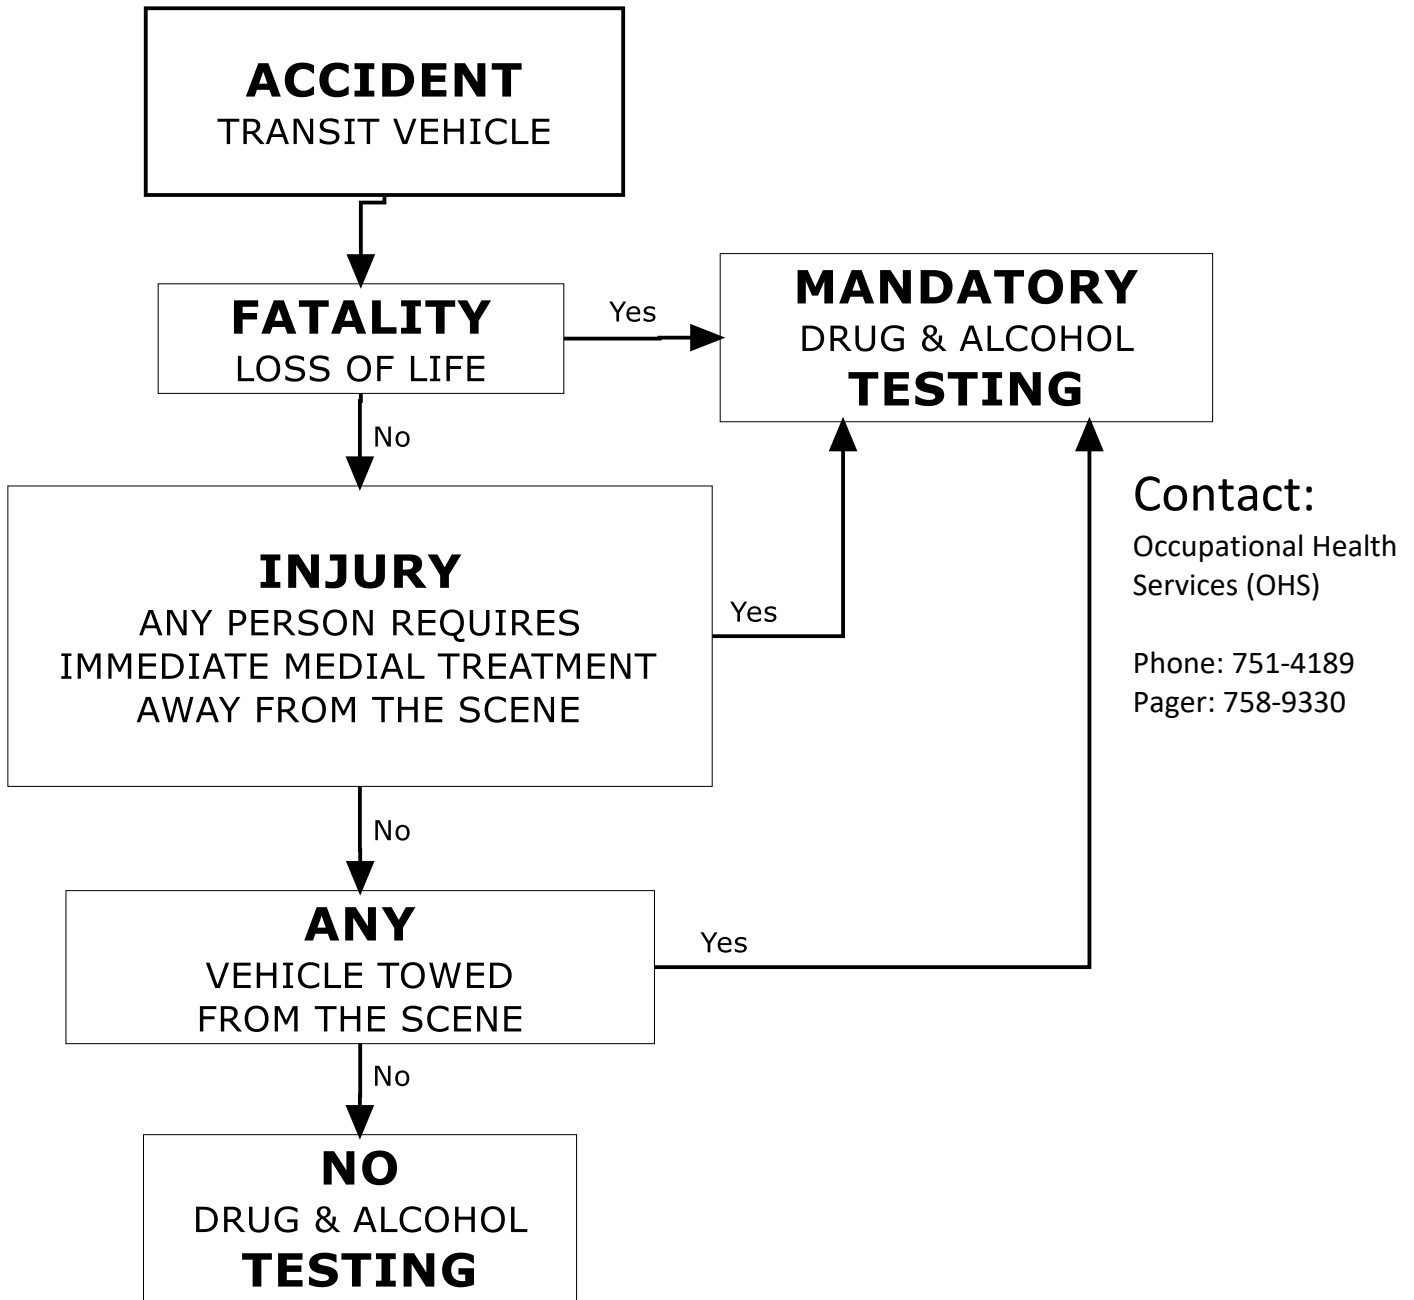 ACCIDENT
TRANSIT VEHICLE
FATALITY
LOSS OF LIFE
Yes
MANDATORY
DRUG & ALCOHOL
TESTING
No
INJURY
ANY PERSON REQUIRES
IMMEDIATE MEDIAL TREATMENT
AWAY FROM THE SCENE
Yes
Contact:
Occupational Health
Services (OHS)
Phone: 751-4189
Pager: 758-9330
No
ANY
VEHICLE TOWED
FROM THE SCENE
Yes
No
NO
DRUG & ALCOHOL
TESTING